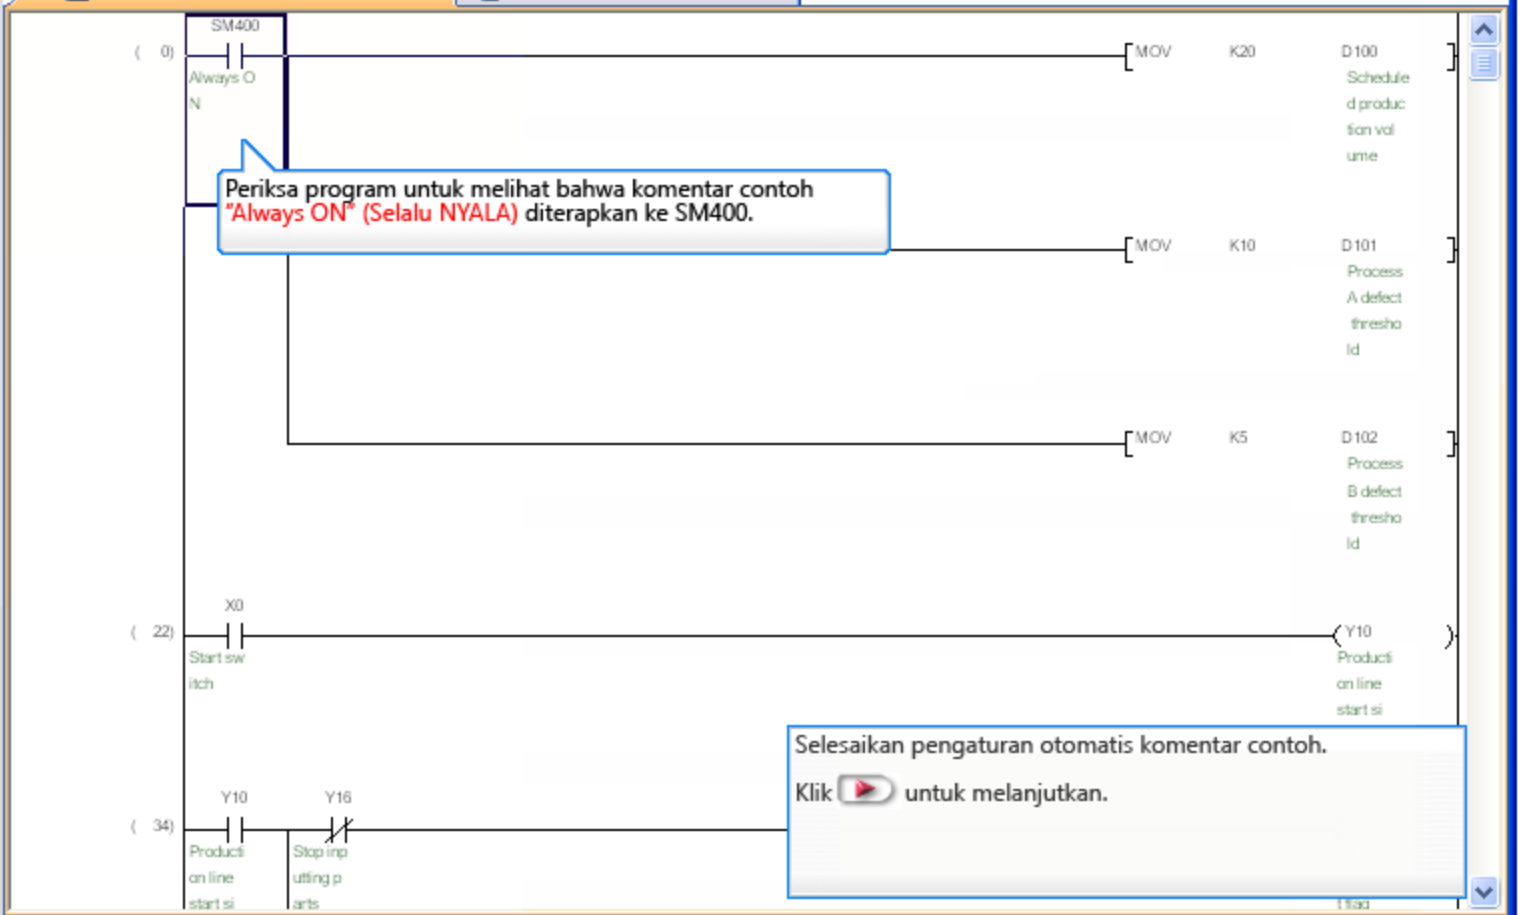 SM400
( 0)
MOV K20 D100
Always O
N
Schedule
d produc
tion vol
ume
Periksa program untuk melihat bahwa komentar contoh
"Always ON" (Selalu NYALA) diterapkan ke SM400.
MOV K10 D101
Process
A defect
thresho
ld
MOV K5 D102
Process
B defect
thresho
ld
X0
( 22)
Y10
Start sw
itch
Producti
on line
start si
Selesaikan pengaturan otomatis komentar contoh.
Klik untuk melanjutkan.
Y10 Y16
( 34)
Producti
on line
start si
Stop inp
utting p
arts
t flag